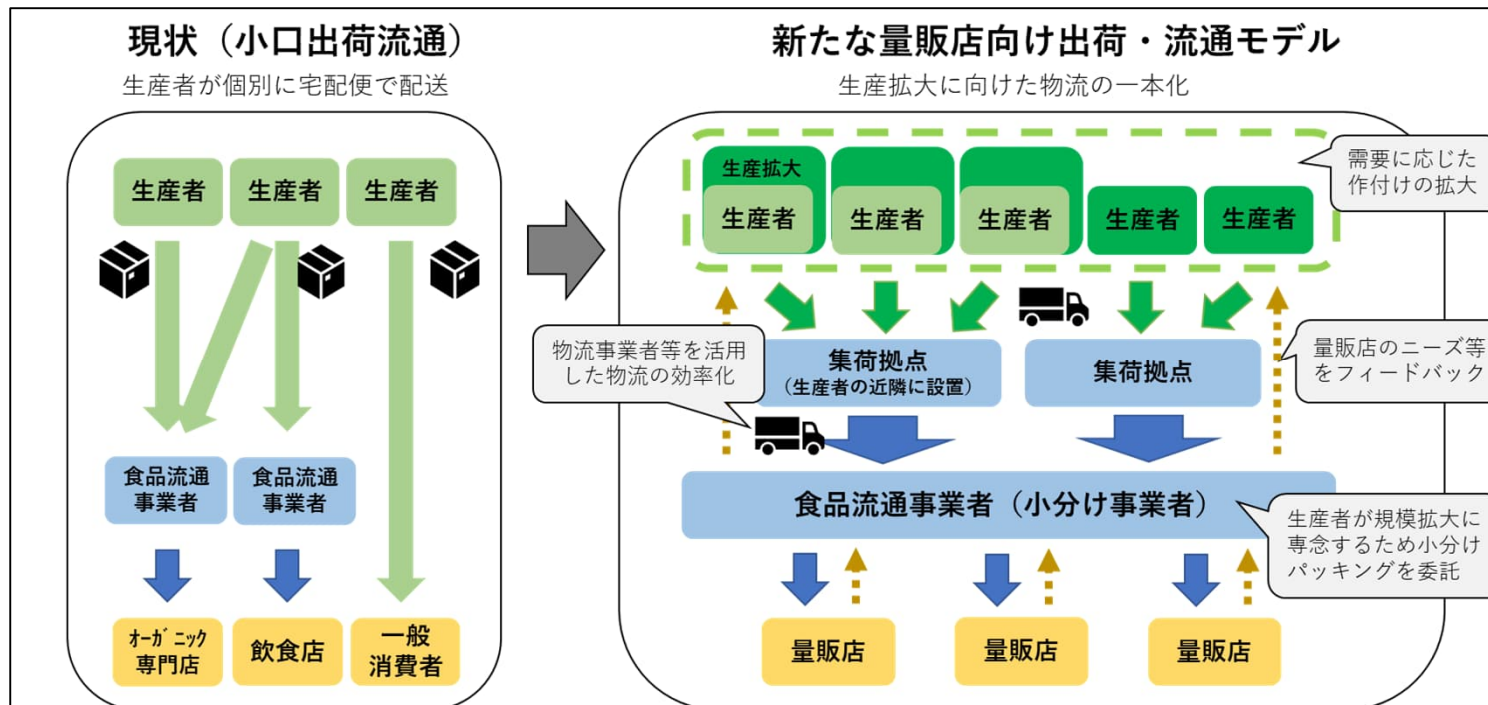 現状（小口出荷流通）
生産者が個別に宅配便で配送
生産者
生産者
生産者
食品流通
事業者
食品流通
事業者
ｵｰｶﾞﾆｯｸ
専門店
飲食店
一般
消費者
新たな量販店向け出荷・流通モデル
生産拡大に向けた物流の一本化
生産拡大
生産者
生産者
生産者
生産者
生産者
需要に応じた
作付けの拡大
物流事業者等を活用
した物流の効率化
集荷拠点
（生産者の近隣に設置）
集荷拠点
量販店のニーズ等
をフィードバック
食品流通事業者（小分け事業者）
生産者が規模拡大に
専念するため小分け
パッキングを委託
量販店
量販店
量販店